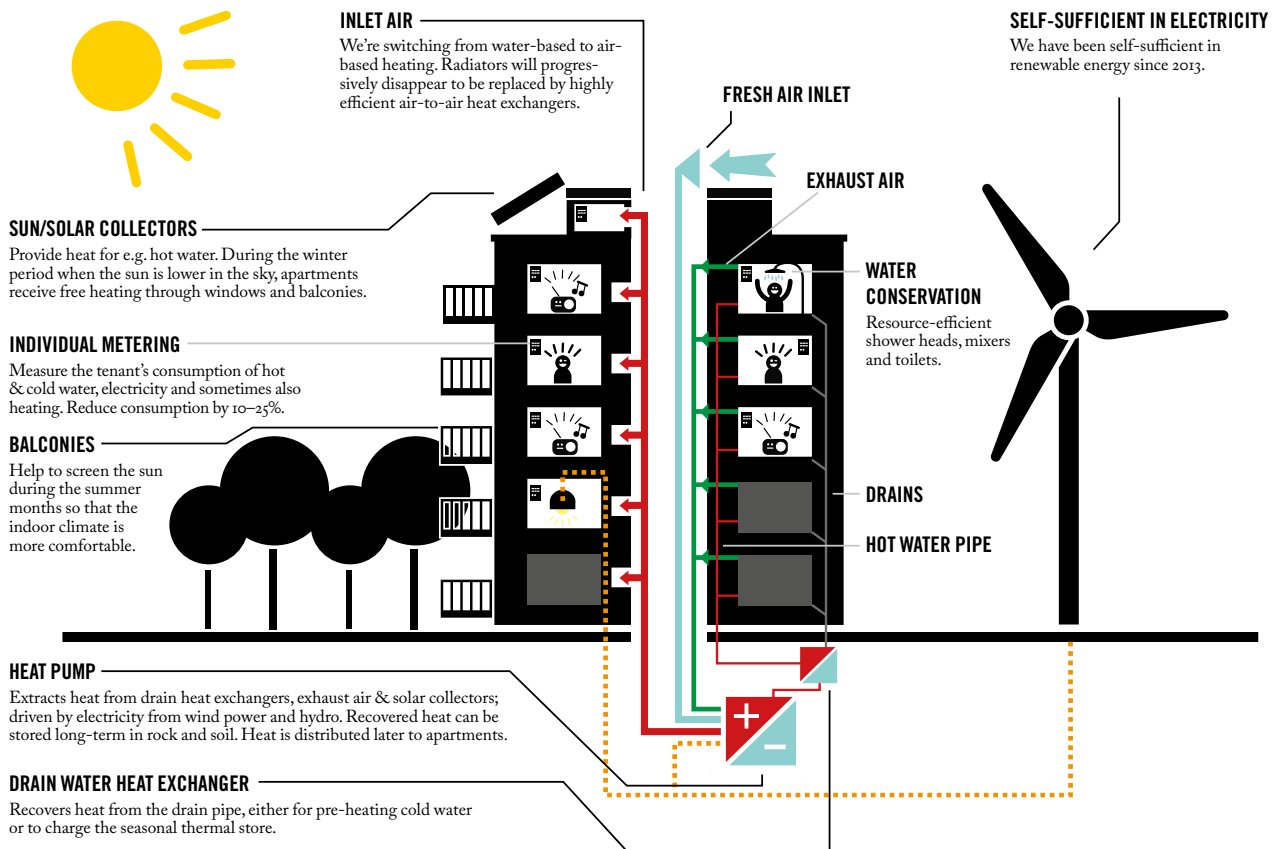 INLET AIR
We’re switching from water-based to air-
based heating. Radiators will progres-
sively disappear to be replaced by highly
efficient air-to-air heat exchangers.
SELF-SUFFICIENT IN ELECTRICITY
We have been self-sufficient in
renewable energy since 2013.
FRESH AIR INLET
EXHAUST AIR
SUN/SOLAR COLLECTORS
Provide heat for e.g. hot water. During the winter
period when the sun is lower in the sky, apartments
receive free heating through windows and balconies.
WATER
CONSERVATION
Resource-efficient
shower heads, mixers
and toilets.
INDIVIDUAL METERING
Measure the tenant’s consumption of hot
& cold water, electricity and sometimes also
heating. Reduce consumption by 10–25%.
BALCONIES
Help to screen the sun
during the summer
months so that the
indoor climate is
more comfortable.
DRAINS
HOT WATER PIPE
HEAT PUMP
Extracts heat from drain heat exchangers, exhaust air & solar collectors;
driven by electricity from wind power and hydro. Recovered heat can be
stored long-term in rock and soil. Heat is distributed later to apartments.
+
–
DRAIN WATER HEAT EXCHANGER
Recovers heat from the drain pipe, either for pre-heating cold water
or to charge the seasonal thermal store.